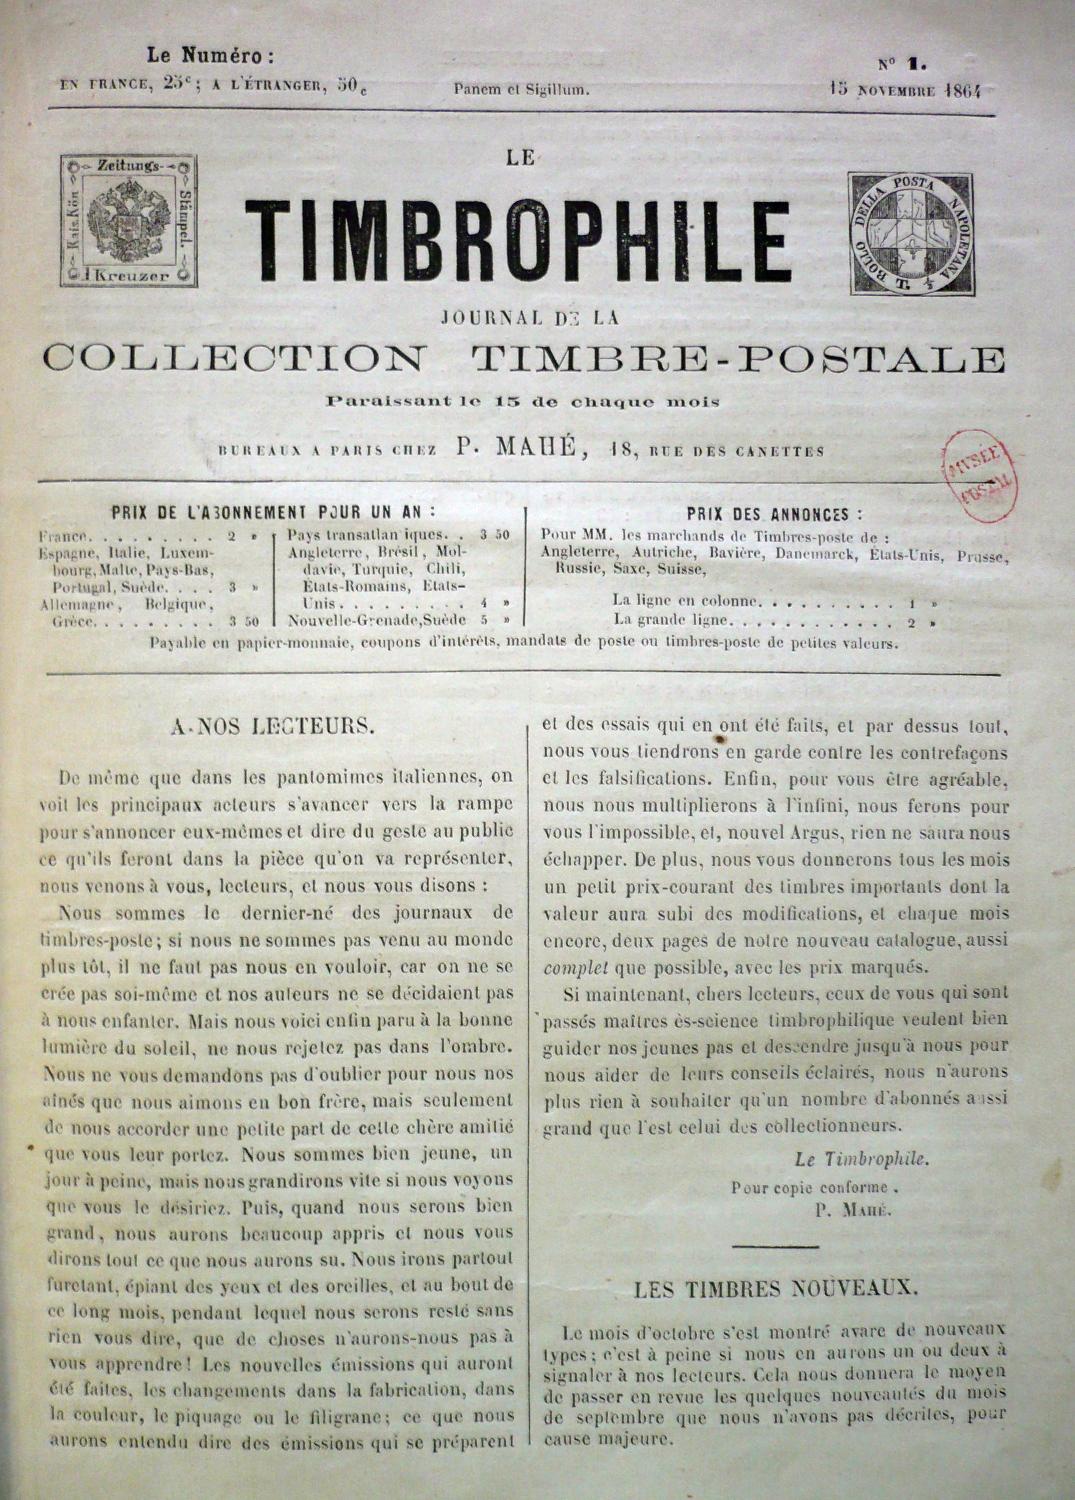 Le Numéro :
EN FRANCE, 25c; A L'ÉTRANGER, 50c
Panem et Sigillum.
No 1.
15 NOVEMBRE 1864
Zeitungs-
Kais. Kön
Stämpel.
1 Kreuzer
LE
TIMBROPHILE
BOLLO DELLA POSTA NAPOLETANA
½ T.
JOURNAL DE LA
COLLECTION TIMBRE-POSTALE
Paraissant le 15 de chaque mois
BUREAUX A PARIS CHEZ P. MAHÉ, 18, RUE DES CANETTES
MUSÉE
POSTAL
PRIX DE L'ABONNEMENT POUR UN AN :
France. . . . . . . . . 2 »
Espagne, Italie, Luxem-
bourg, Malte, Pays-Bas,
Portugal, Suède. . . . 3 »
Allemagne, Belgique,
Grèce. . . . . . . . . 3 50
Pays transatlan iques. . 3 50
Angleterre, Brésil, Mol-
davie, Turquie, Chili,
États-Romains, États-
Unis. . . . . . . . . 4 »
Nouvelle-Grenade, Suède 5 »
PRIX DES ANNONCES :
Pour MM. les marchands de Timbres-poste de :
Angleterre, Autriche, Bavière, Danemarck, États-Unis, Prusse,
Russie, Saxe, Suisse,
La ligne en colonne. . . . . . . . . . 1 »
La grande ligne. . . . . . . . . . . . 2 »
Payable en papier-monnaie, coupons d'intérêts, mandats de poste ou timbres-poste de petites valeurs.
A NOS LECTEURS.
De même que dans les pantomimes italiennes, on
voit les principaux acteurs s'avancer vers la rampe
pour s'annoncer eux-mêmes et dire du geste au public
ce qu'ils feront dans la pièce qu'on va représenter,
nous venons à vous, lecteurs, et nous vous disons :
Nous sommes le dernier-né des journaux de
timbres-poste; si nous ne sommes pas venu au monde
plus tôt, il ne faut pas nous en vouloir, car on ne se
crée pas soi-même et nos auteurs ne se décidaient pas
à nous enfanter. Mais nous voici enfin paru à la bonne
lumière du soleil, ne nous rejetez pas dans l'ombre.
Nous ne vous demandons pas d'oublier pour nous nos
aînés que nous aimons en bon frère, mais seulement
de nous accorder une petite part de cette chère amitié
que vous leur portez. Nous sommes bien jeune, un
jour à peine, mais nous grandirons vite si nous voyons
que vous le désiriez. Puis, quand nous serons bien
grand, nous aurons beaucoup appris et nous vous
dirons tout ce que nous aurons su. Nous irons partout
furetant, épiant des yeux et des oreilles, et au bout de
ce long mois, pendant lequel nous serons resté sans
rien vous dire, que de choses n'aurons-nous pas à
vous apprendre! Les nouvelles émissions qui auront
été faites, les changements dans la fabrication, dans
la couleur, le piquage ou le filigrane; ce que nous
aurons entendu dire des émissions qui se préparent
et des essais qui en ont été faits, et par dessus tout,
nous vous tiendrons en garde contre les contrefaçons
et les falsifications. Enfin, pour vous être agréable,
nous nous multiplierons à l'infini, nous ferons pour
vous l'impossible, et, nouvel Argus, rien ne saura nous
échapper. De plus, nous vous donnerons tous les mois
un petit prix-courant des timbres importants dont la
valeur aura subi des modifications, et chaque mois
encore, deux pages de notre nouveau catalogue, aussi
complet que possible, avec les prix marqués.
Si maintenant, chers lecteurs, ceux de vous qui sont
passés maîtres ès-science timbrophilique veulent bien
guider nos jeunes pas et descendre jusqu'à nous pour
nous aider de leurs conseils éclairés, nous n'aurons
plus rien à souhaiter qu'un nombre d'abonnés aussi
grand que l'est celui des collectionneurs.
Le Timbrophile.
Pour copie conforme.
P. MAHÉ.
LES TIMBRES NOUVEAUX.
Le mois d'octobre s'est montré avare de nouveaux
types; c'est à peine si nous en aurons un ou deux à
signaler à nos lecteurs. Cela nous donnera le moyen
de passer en revue les quelques nouveautés du mois
de septembre que nous n'avons pas décrites, pour
cause majeure.